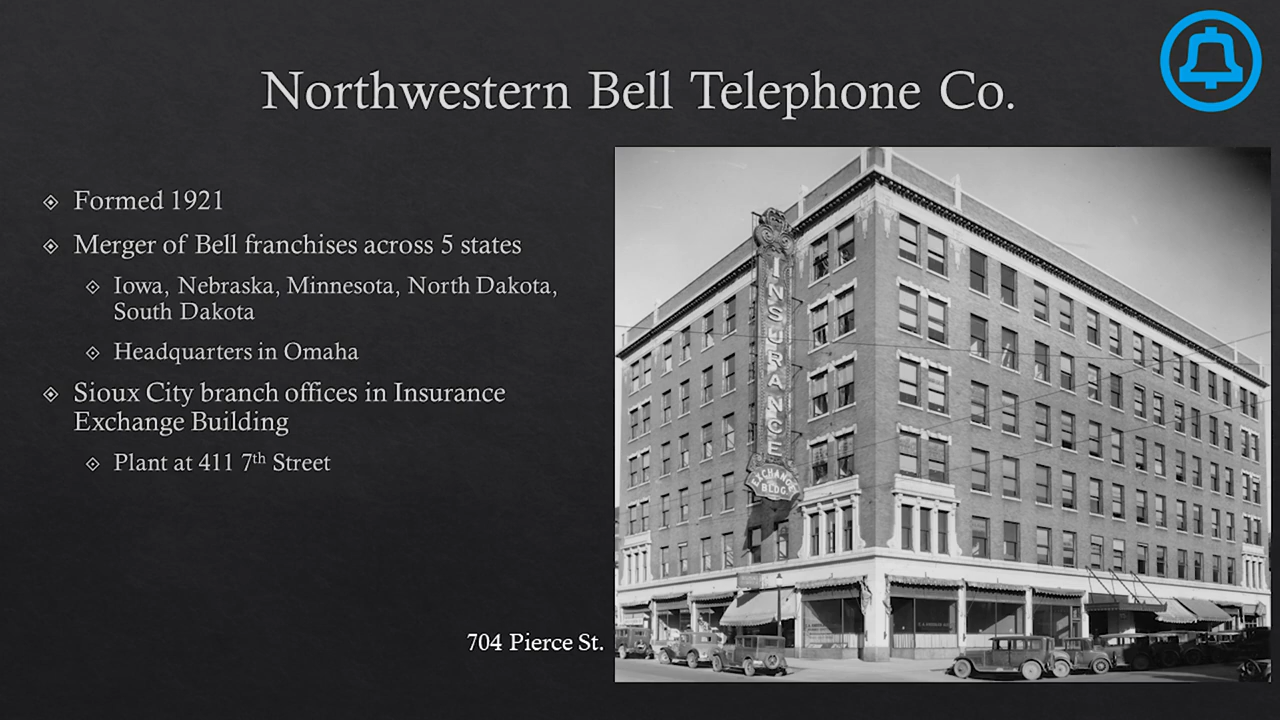 Northwestern Bell Telephone Co.
Formed 1921
Merger of Bell franchises across 5 states
Iowa, Nebraska, Minnesota, North Dakota,
South Dakota
Headquarters in Omaha
Sioux City branch offices in Insurance
Exchange Building
Plant at 411 7th Street
704 Pierce St.
INSURANCE
EXCHANGE
BLDG.